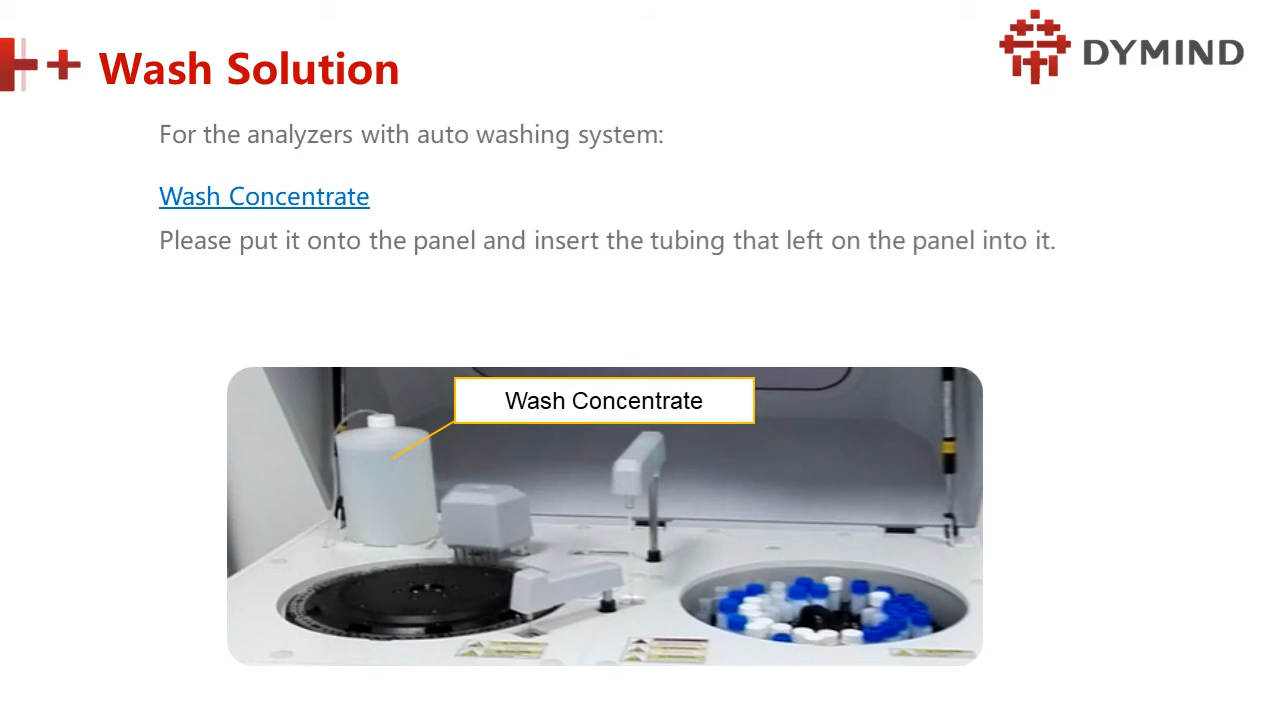 Wash Solution
DYMIND
For the analyzers with auto washing system:
Wash Concentrate
Please put it onto the panel and insert the tubing that left on the panel into it.
Wash Concentrate